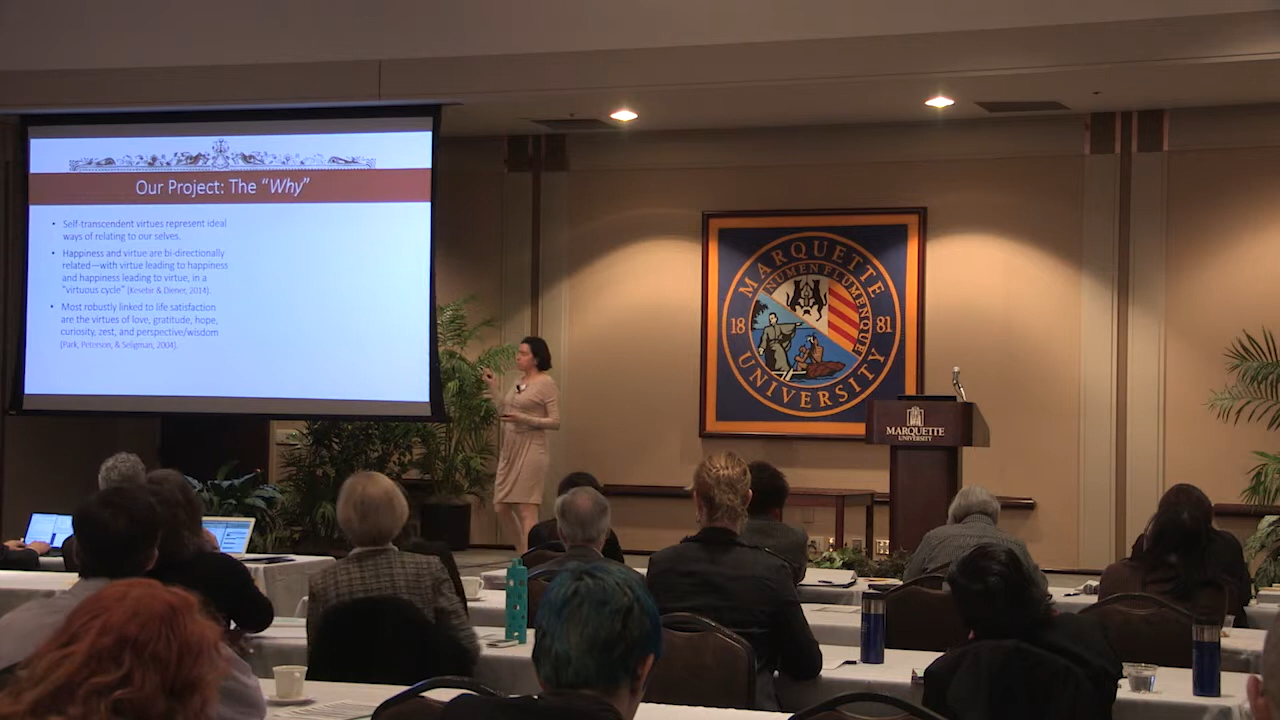 Our Project: The "Why"
• Self-transcendent virtues represent ideal
ways of relating to our selves.
• Happiness and virtue are bi-directionally
related—with virtue leading to happiness
and happiness leading to virtue, in a
"virtuous cycle" (Kesebir & Diener, 2014).
• Most robustly linked to life satisfaction
are the virtues of love, gratitude, hope,
curiosity, zest, and perspective/wisdom
(Park, Peterson, & Seligman, 2004).
MARQUETTE
NUMEN FLUMENQUE
18 81
UNIVERSITY
MARQUETTE
UNIVERSITY